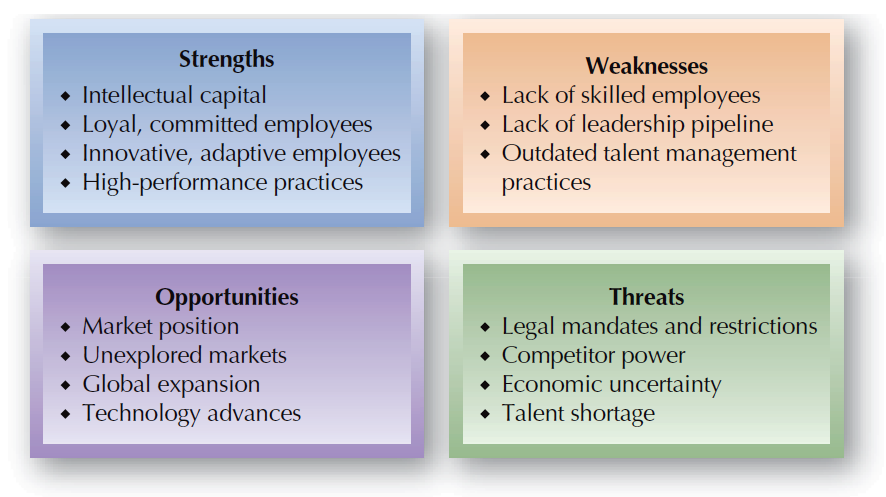 Strengths
◆ Intellectual capital
◆ Loyal, committed employees
◆ Innovative, adaptive employees
◆ High-performance practices
Weaknesses
◆ Lack of skilled employees
◆ Lack of leadership pipeline
◆ Outdated talent management
practices
Opportunities
◆ Market position
◆ Unexplored markets
◆ Global expansion
◆ Technology advances
Threats
◆ Legal mandates and restrictions
◆ Competitor power
◆ Economic uncertainty
◆ Talent shortage